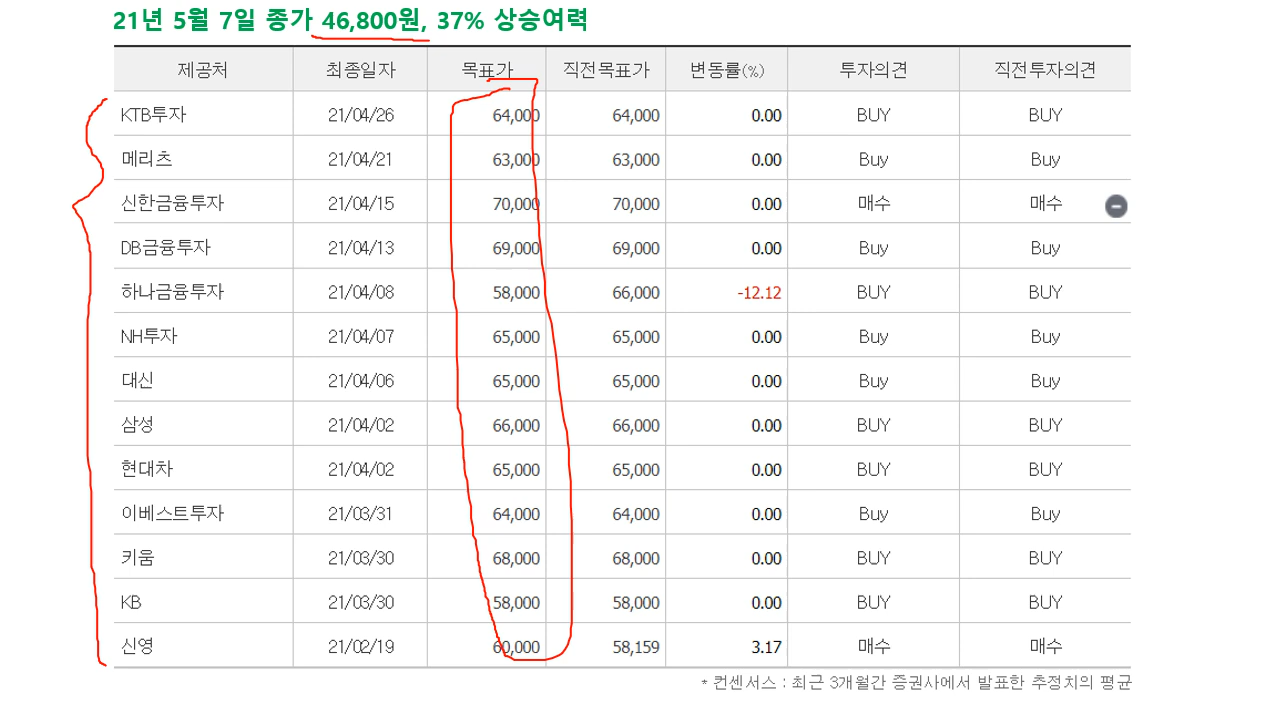 21년 5월 7일 종가 46,800원, 37% 상승여력
제공처 최종일자 목표가 직전목표가 변동률(%) 투자의견 직전투자의견
KTB투자 21/04/26 64,000 64,000 0.00 BUY BUY
메리츠 21/04/21 63,000 63,000 0.00 Buy Buy
신한금융투자 21/04/15 70,000 70,000 0.00 매수 매수
DB금융투자 21/04/13 69,000 69,000 0.00 Buy Buy
하나금융투자 21/04/08 58,000 66,000 -12.12 BUY BUY
NH투자 21/04/07 65,000 65,000 0.00 Buy Buy
대신 21/04/06 65,000 65,000 0.00 Buy Buy
삼성 21/04/02 66,000 66,000 0.00 BUY BUY
현대차 21/04/02 65,000 65,000 0.00 BUY BUY
이베스트투자 21/03/31 64,000 64,000 0.00 Buy Buy
키움 21/03/30 68,000 68,000 0.00 BUY BUY
KB 21/03/30 58,000 58,000 0.00 BUY BUY
신영 21/02/19 60,000 58,159 3.17 매수 매수
* 컨센서스 : 최근 3개월간 증권사에서 발표한 추정치의 평균